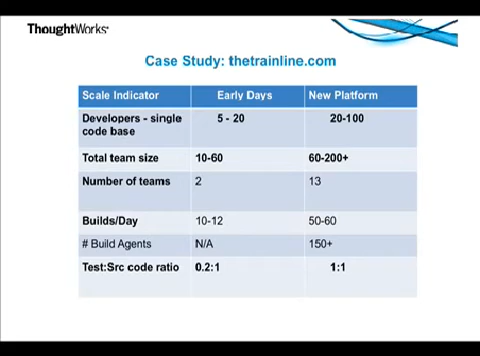 ThoughtWorks®
Case Study: thetrainline.com
Scale Indicator Early Days New Platform
Developers - single code base 5 - 20 20-100
Total team size 10-60 60-200+
Number of teams 2 13
Builds/Day 10-12 50-60
# Build Agents N/A 150+
Test:Src code ratio 0.2:1 1:1